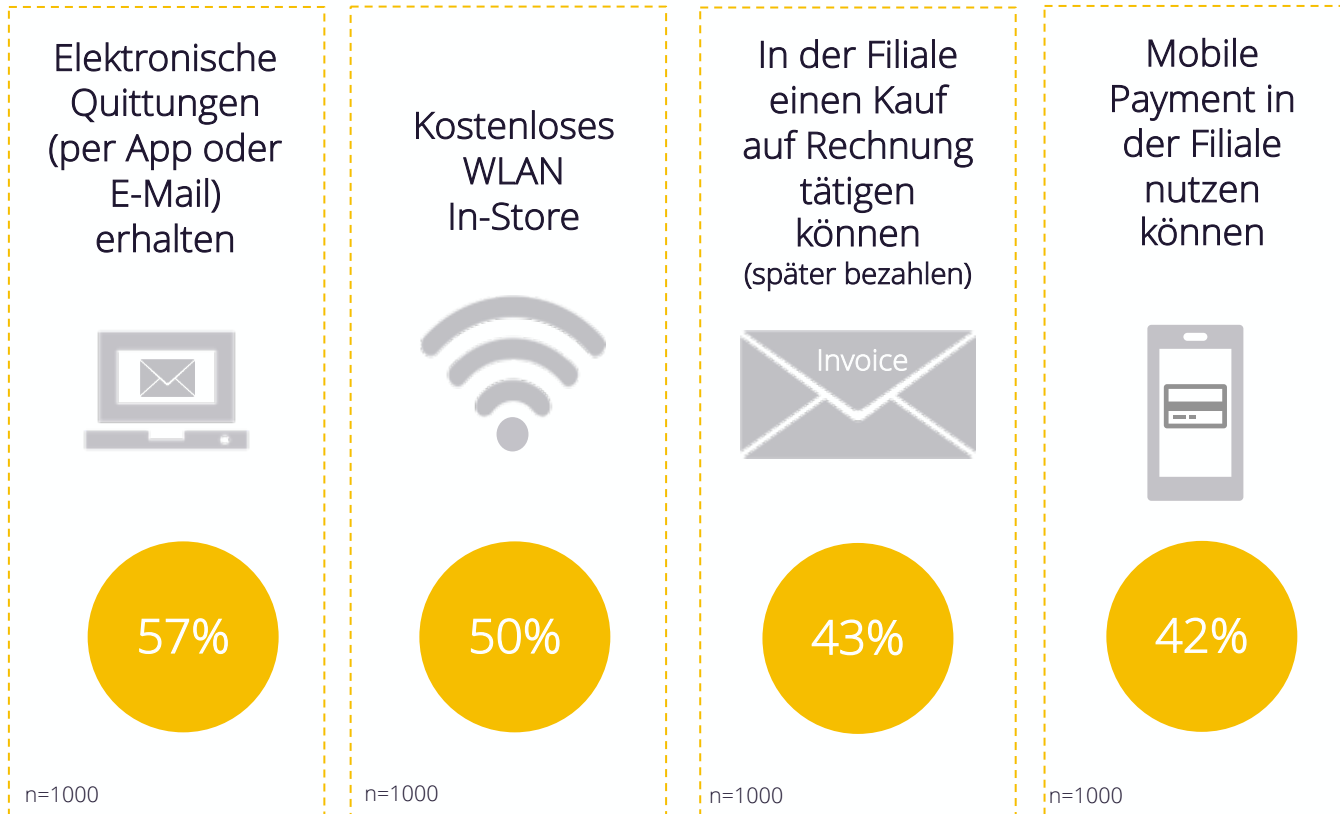 Elektronische
Quittungen
(per App oder
E-Mail)
erhalten
57%
n=1000
Kostenloses
WLAN
In-Store
50%
n=1000
In der Filiale
einen Kauf
auf Rechnung
tätigen
können
(später bezahlen)
Invoice
43%
n=1000
Mobile
Payment in
der Filiale
nutzen
können
42%
n=1000